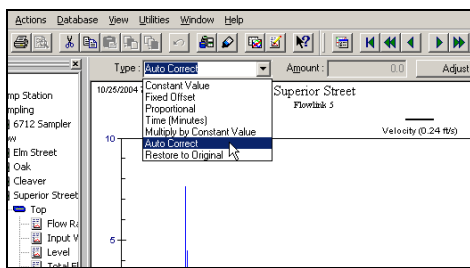 Actions Database View Utilities Window Help
Type: Auto Correct Amount: 0.0 Adjust
10/25/2004
Constant Value
Fixed Offset
Proportional
Time (Minutes)
Multiply by Constant Value
Auto Correct
Restore to Original
Superior Street
Flowlink 5
Velocity (0.24 ft/s)
10
5
mp Station
mpling
6712 Sampler
ow
Elm Street
Oak
Cleaver
Superior Street
Top
Flow Ra
Input V
Level
Total Fl